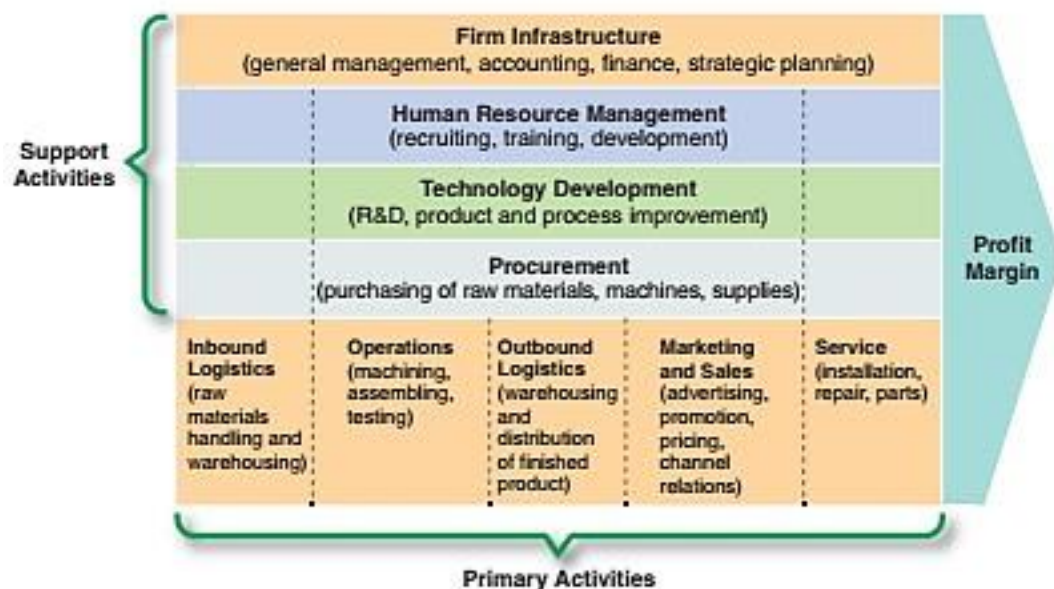 Firm Infrastructure
(general management, accounting, finance, strategic planning)
Human Resource Management
(recruiting, training, development)
Support
Activities
Technology Development
(R&D, product and process improvement)
Profit
Margin
Procurement
(purchasing of raw materials, machines, supplies)
Inbound
Logistics
(raw
materials
handling and
warehousing)
Operations
(machining,
assembling,
testing)
Outbound
Logistics
(warehousing
and
distribution
of finished
product)
Marketing
and Sales
(advertising,
promotion,
pricing,
channel
relations)
Service
(installation,
repair, parts)
Primary Activities